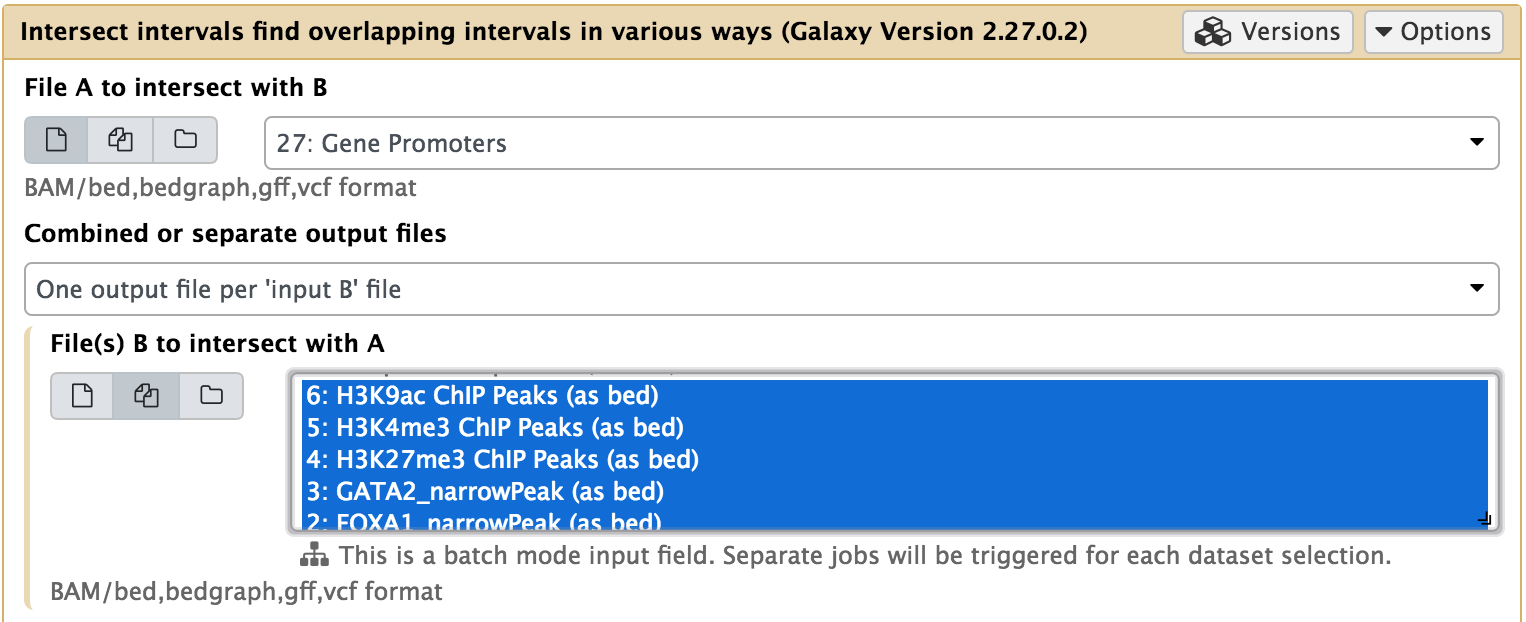 Intersect intervals find overlapping intervals in various ways (Galaxy Version 2.27.0.2) Versions Options
File A to intersect with B
27: Gene Promoters
BAM/bed,bedgraph,gff,vcf format
Combined or separate output files
One output file per 'input B' file
File(s) B to intersect with A
6: H3K9ac ChIP Peaks (as bed)
5: H3K4me3 ChIP Peaks (as bed)
4: H3K27me3 ChIP Peaks (as bed)
3: GATA2_narrowPeak (as bed)
2: FOXA1_narrowPeak (as bed)
This is a batch mode input field. Separate jobs will be triggered for each dataset selection.
BAM/bed,bedgraph,gff,vcf format